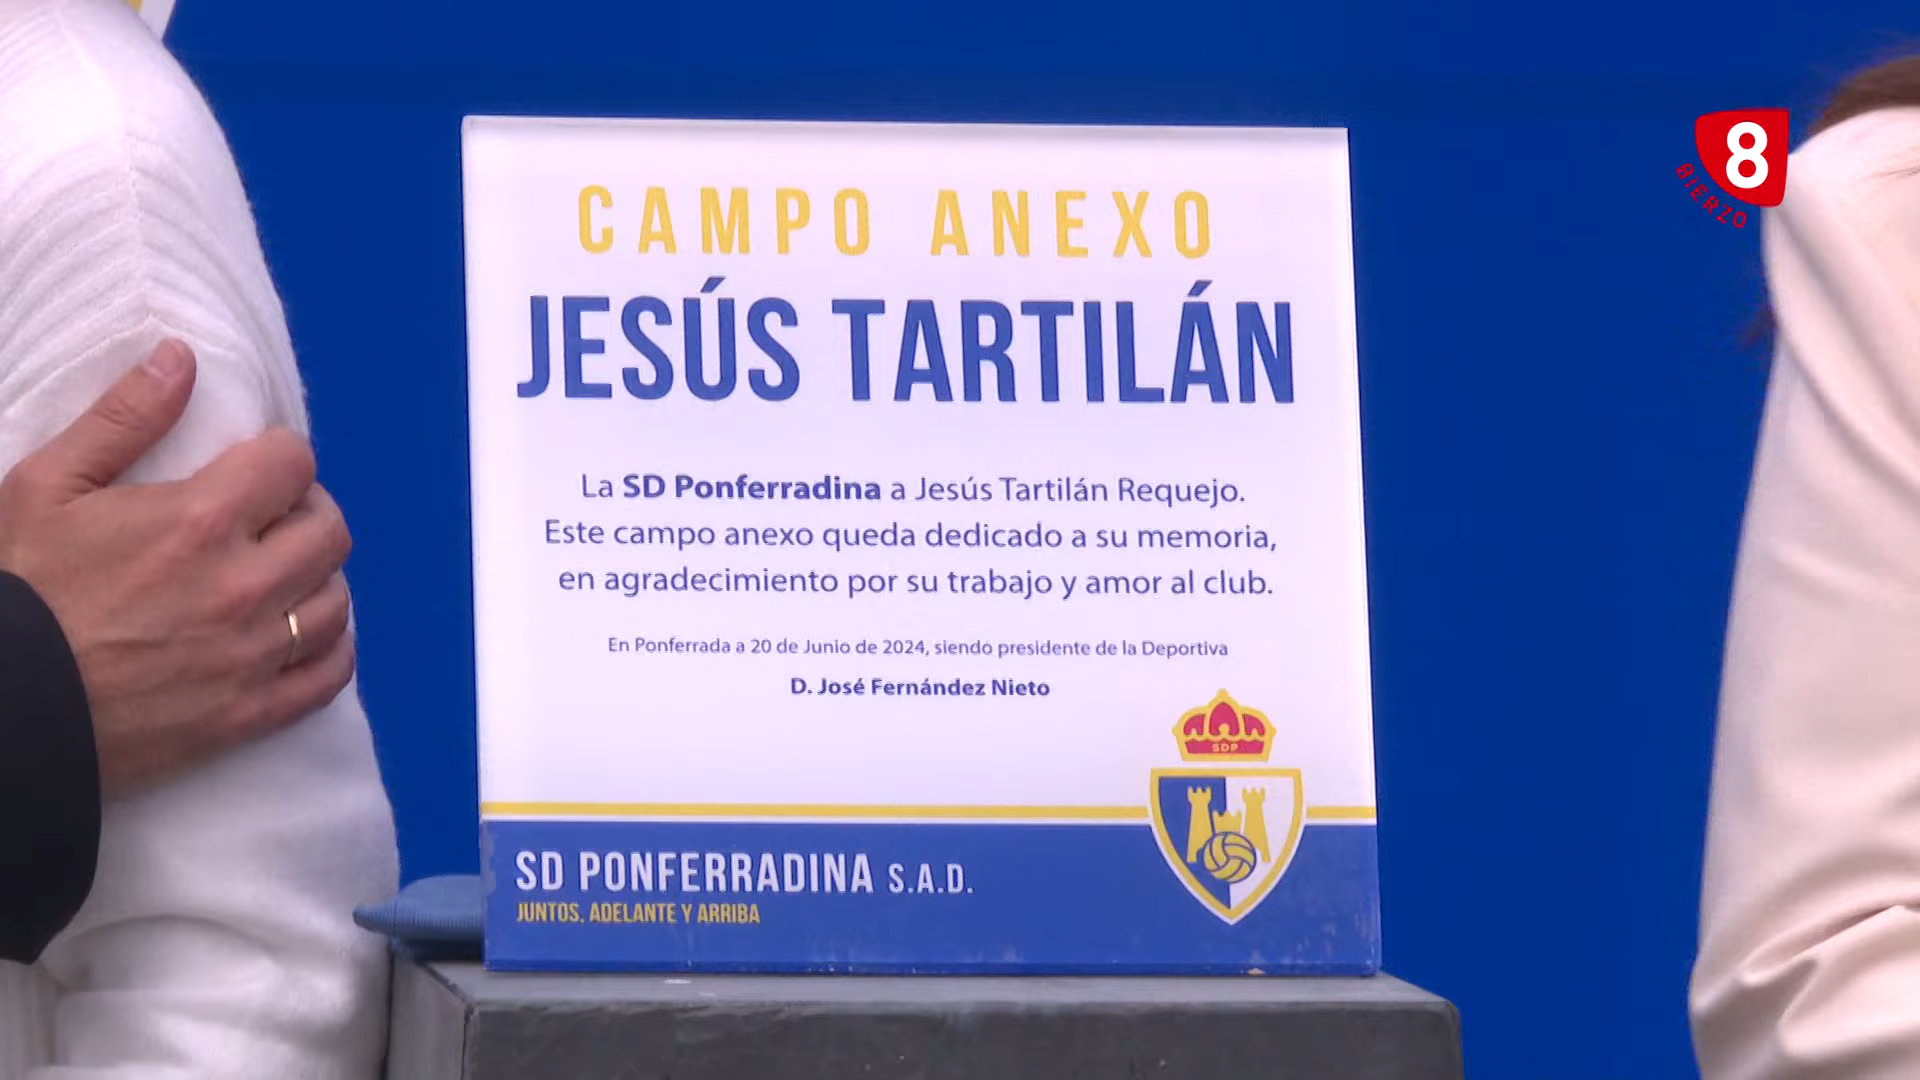 CAMPO ANEXO
JESÚS TARTILÁN
La SD Ponferradina a Jesús Tartilán Requejo.
Este campo anexo queda dedicado a su memoria,
en agradecimiento por su trabajo y amor al club.
En Ponferrada a 20 de Junio de 2024, siendo presidente de la Deportiva
D. José Fernández Nieto
SDP
SD PONFERRADINA S.A.D.
JUNTOS, ADELANTE Y ARRIBA
8
BIERZO